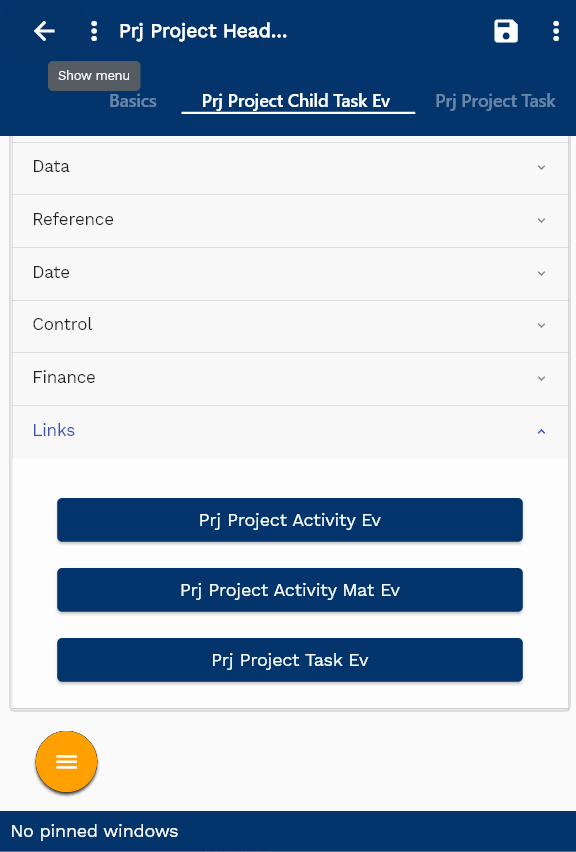 Prj Project Head...
Show menu
Basics
Prj Project Child Task Ev
Prj Project Task
Data
Reference
Date
Control
Finance
Links
Prj Project Activity Ev
Prj Project Activity Mat Ev
Prj Project Task Ev
No pinned windows